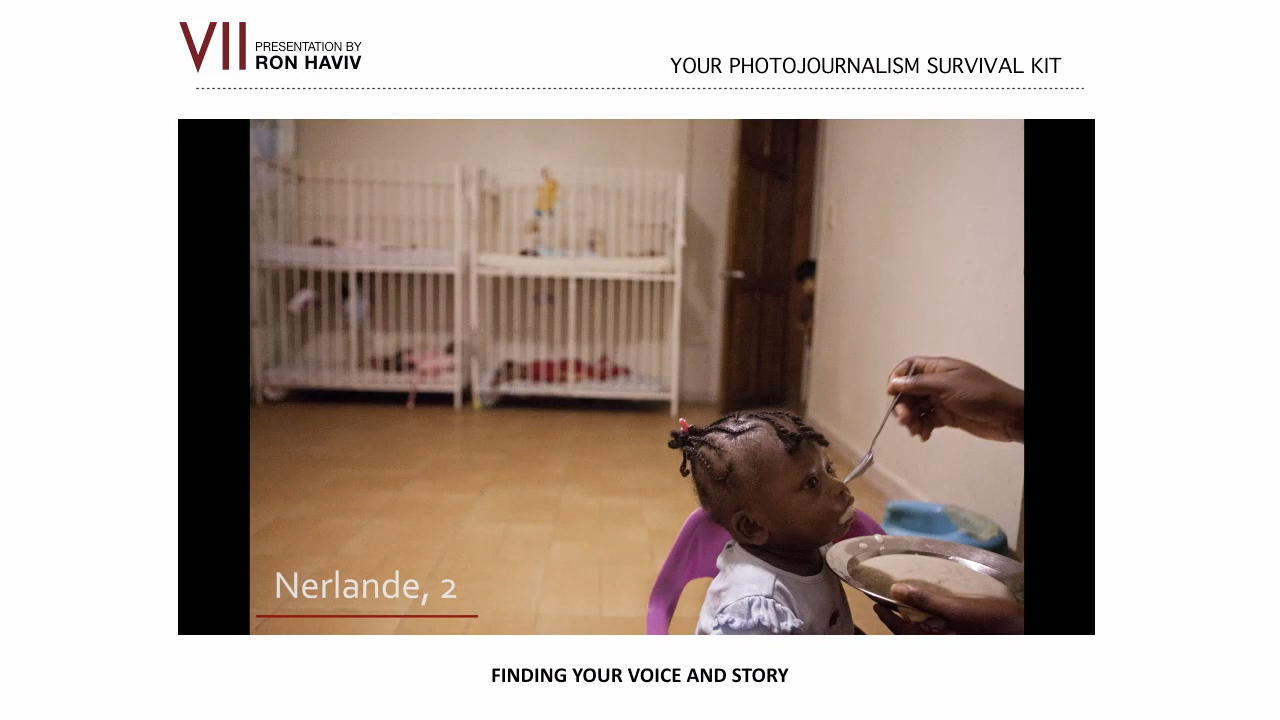 VII
PRESENTATION BY
RON HAVIV
YOUR PHOTOJOURNALISM SURVIVAL KIT
Nerlande, 2
FINDING YOUR VOICE AND STORY